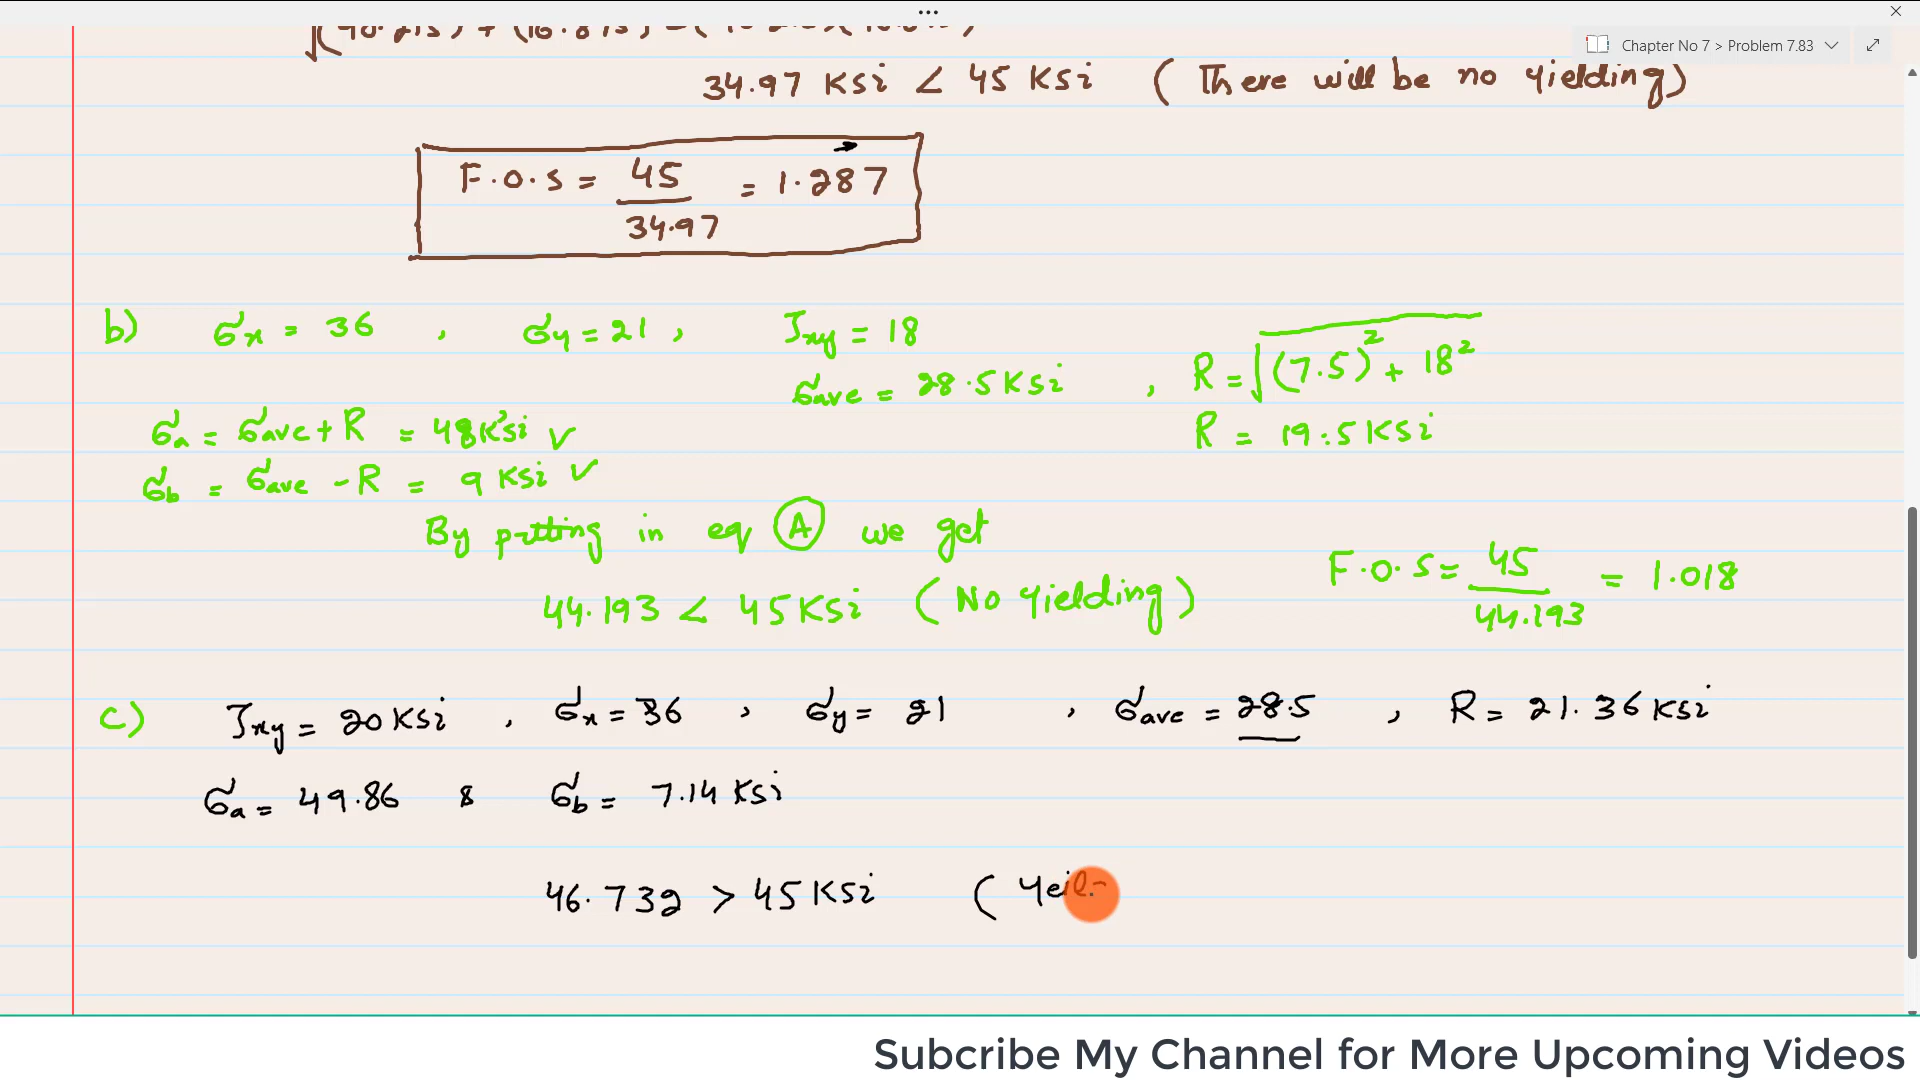 Chapter No 7 > Problem 7.83
34.97 Ksi < 45 Ksi ( There will be no yielding)
F.O.S = 45/34.97 = 1.287
b) σx = 36 , σy = 21 , τxy = 18
σave = 28.5 Ksi , R = √(7.5)² + 18²
σa = σave + R = 48 Ksi ✓ R = 19.5 Ksi
σb = σave - R = 9 Ksi ✓
By putting in eq (A) we get
44.193 < 45 Ksi ( No Yielding ) F.O.S = 45/44.193 = 1.018
c) τxy = 20 Ksi , σx = 36 , σy = 21 , σave = 28.5 , R = 21.36 Ksi
σa = 49.86 & σb = 7.14 Ksi
46.732 > 45 Ksi (
Subcribe My Channel for More Upcoming Videos